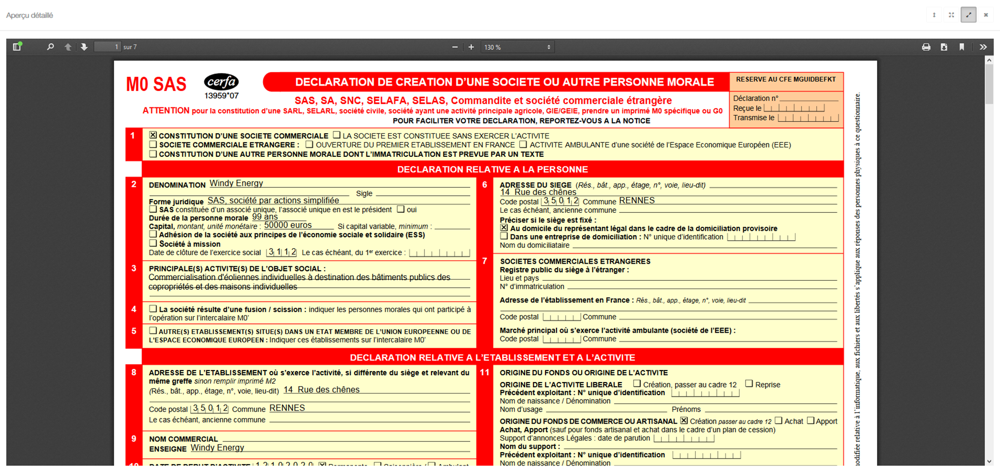 Aperçu détaillé
1 sur 7
130 %
M0 SAS
cerfa
13959*07
DECLARATION DE CREATION D'UNE SOCIETE OU AUTRE PERSONNE MORALE
RESERVE AU CFE MGUIDBEFKT
SAS, SA, SNC, SELAFA, SELAS, Commandite et société commerciale étrangère
ATTENTION pour la constitution d'une SARL, SELARL, société civile, société ayant une activité principale agricole, GIE/GEIE, prendre un imprimé M0 spécifique ou G0
POUR FACILITER VOTRE DECLARATION, REPORTEZ-VOUS A LA NOTICE
Déclaration n°
Reçue le
Transmise le
1
CONSTITUTION D'UNE SOCIETE COMMERCIALE LA SOCIETE EST CONSTITUEE SANS EXERCER L'ACTIVITE
SOCIETE COMMERCIALE ETRANGERE : OUVERTURE DU PREMIER ETABLISSEMENT EN FRANCE ACTIVITE AMBULANTE d'une société de l'Espace Economique Européen (EEE)
CONSTITUTION D'UNE AUTRE PERSONNE MORALE DONT L'IMMATRICULATION EST PREVUE PAR UN TEXTE
DECLARATION RELATIVE A LA PERSONNE
2
DENOMINATION Windy Energy
Sigle
Forme juridique SAS, société par actions simplifiée
SAS constituée d'un associé unique, l'associé unique en est le président oui
Durée de la personne morale 99 ans
Capital, montant, unité monétaire : 50000 euros Si capital variable, minimum :
Adhésion de la société aux principes de l'économie sociale et solidaire (ESS)
Société à mission
Date de clôture de l'exercice social 3 1 1 2 Le cas échéant, du 1er exercice :
3
PRINCIPALE(S) ACTIVITE(S) DE L'OBJET SOCIAL :
Commercialisation d'éoliennes individuelles à destination des bâtiments publics des
copropriétés et des maisons individuelles
4
La société résulte d'une fusion / scission : indiquer les personnes morales qui ont participé à
l'opération sur l'intercalaire M0'
5
AUTRE(S) ETABLISSEMENT(S) SITUE(S) DANS UN ETAT MEMBRE DE L'UNION EUROPEENNE OU DE
L'ESPACE ECONOMIQUE EUROPEEN : Indiquer ces établissements sur l'intercalaire M0'
6
ADRESSE DU SIEGE (Rés., bât., app., étage, n°, voie, lieu-dit)
14 Rue des chênes
Code postal 3 5 0 1 2 Commune RENNES
Le cas échéant, ancienne commune
Préciser si le siège est fixé :
Au domicile du représentant légal dans le cadre de la domiciliation provisoire
Dans une entreprise de domiciliation : N° unique d'identification
Nom du domiciliataire
7
SOCIETES COMMERCIALES ETRANGERES
Registre public du siège à l'étranger :
Lieu et pays
N° d'immatriculation
Adresse de l'établissement en France : Rés., bât., app., étage, n°, voie, lieu-dit
Code postal Commune
Marché principal où s'exerce l'activité ambulante (société de l'EEE) :
Code postal Commune
DECLARATION RELATIVE A L'ETABLISSEMENT ET A L'ACTIVITE
8
ADRESSE DE L'ETABLISSEMENT où s'exerce l'activité, si différente du siège et relevant du
même greffe sinon remplir imprimé M2
(Rés., bât., app., étage, n°, voie, lieu-dit) 14 Rue des chênes
Code postal 3 5 0 1 2 Commune RENNES
Le cas échéant, ancienne commune
9
NOM COMMERCIAL
ENSEIGNE Windy Energy
10
DATE DE DEBUT D'ACTIVITE 1 2 1 0 2 0 2 0 Permanente Saisonnière / Ambulant
11
ORIGINE DU FONDS OU ORIGINE DE L'ACTIVITE
ORIGINE DE L'ACTIVITE LIBERALE Création, passer au cadre 12 Reprise
Précédent exploitant : N° unique d'identification
Nom de naissance / Dénomination
Nom d'usage Prénoms
ORIGINE DU FONDS DE COMMERCE OU ARTISANAL Création passer au cadre 12 Achat Apport
Achat, Apport (sauf pour fonds artisanal et achat dans le cadre d'un plan de cession)
Support d'annonces Légales : date de parution
Nom du support :
Précédent exploitant : N° unique d'identification
Nom de naissance / Dénomination
modifiée relative à l'informatique, aux fichiers et aux libertés s'applique aux réponses des personnes physiques à ce questionnaire.